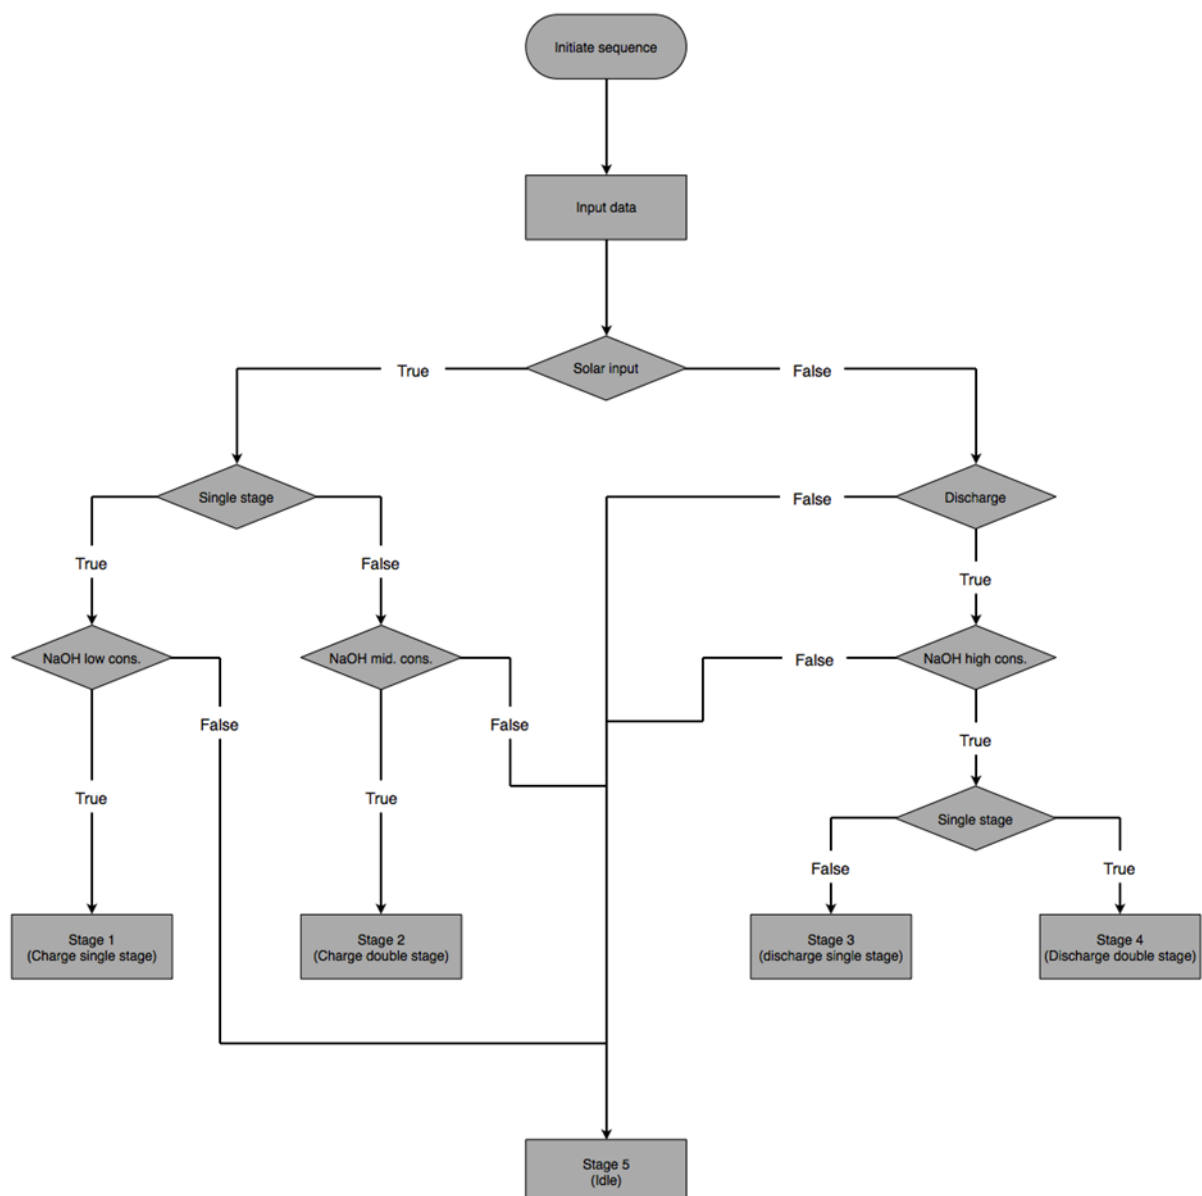 Initiate sequence
Input data
Solar input
True
False
Single stage
False
Discharge
True
False
True
NaOH low cons.
NaOH mid. cons.
False
NaOH high cons.
False
False
True
True
True
Single stage
False
True
Stage 1
(Charge single stage)
Stage 2
(Charge double stage)
Stage 3
(discharge single stage)
Stage 4
(Discharge double stage)
Stage 5
(Idle)